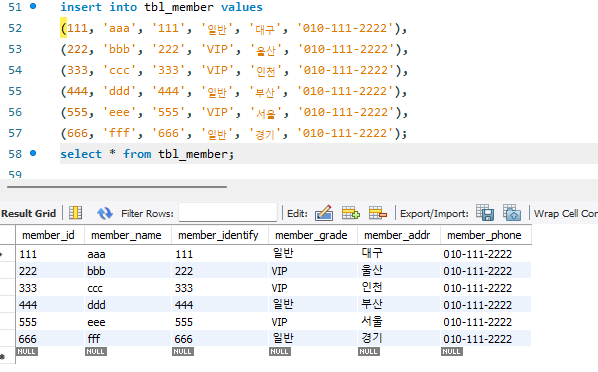 51 insert into tbl_member values
52 (111, 'aaa', '111', '일반', '대구', '010-111-2222'),
53 (222, 'bbb', '222', 'VIP', '울산', '010-111-2222'),
54 (333, 'ccc', '333', 'VIP', '인천', '010-111-2222'),
55 (444, 'ddd', '444', '일반', '부산', '010-111-2222'),
56 (555, 'eee', '555', 'VIP', '서울', '010-111-2222'),
57 (666, 'fff', '666', '일반', '경기', '010-111-2222');
58 select * from tbl_member;
59
Result Grid Filter Rows: Edit: Export/Import: Wrap Cell Con
member_id member_name member_identify member_grade member_addr member_phone
111 aaa 111 일반 대구 010-111-2222
222 bbb 222 VIP 울산 010-111-2222
333 ccc 333 VIP 인천 010-111-2222
444 ddd 444 일반 부산 010-111-2222
555 eee 555 VIP 서울 010-111-2222
666 fff 666 일반 경기 010-111-2222
NULL NULL NULL NULL NULL NULL